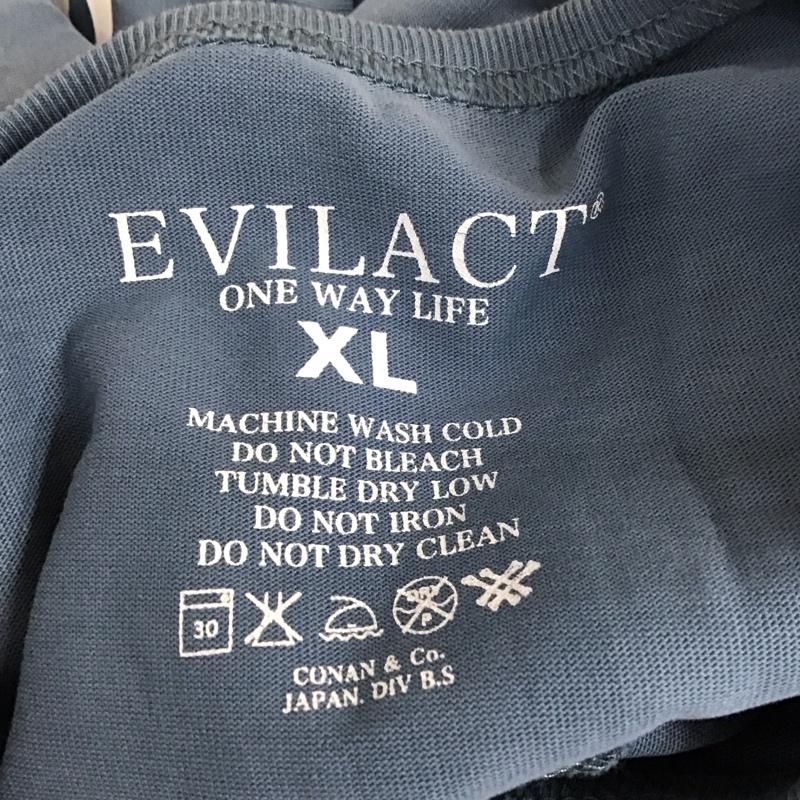 EVILACT®
ONE WAY LIFE
XL
MACHINE WASH COLD
DO NOT BLEACH
TUMBLE DRY LOW
DO NOT IRON
DO NOT DRY CLEAN
30 DRY P
CONAN & Co.
JAPAN. DIV B.S